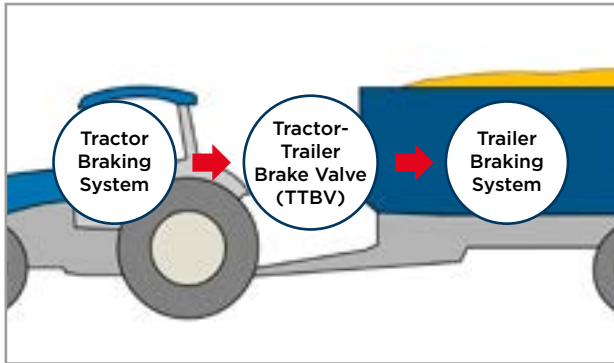 Tractor
Braking
System
Tractor-
Trailer
Brake Valve
(TTBV)
Trailer
Braking
System